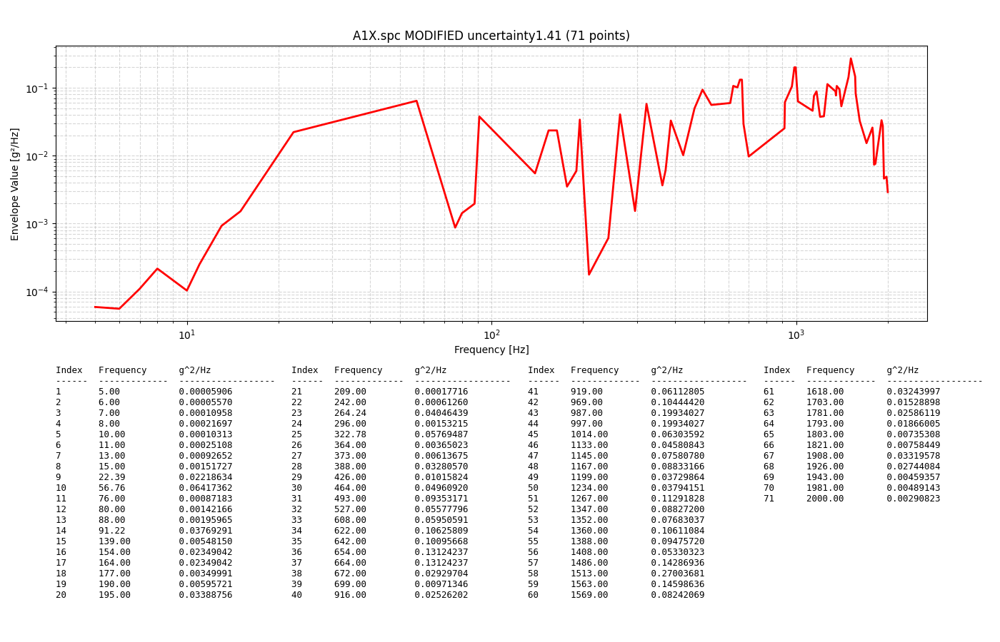 A1X.spc MODIFIED uncertainty1.41 (71 points)
Envelope Value [g²/Hz]
10⁻¹
10⁻²
10⁻³
10⁻⁴
10¹ 10² 10³
Frequency [Hz]
Index Frequency g^2/Hz Index Frequency g^2/Hz Index Frequency g^2/Hz Index Frequency g^2/Hz
------ ------------- ------------------ ------ ------------- ------------------ ------ ------------- ------------------ ------ ------------- ------------------
1 5.00 0.00005906 21 209.00 0.00017716 41 919.00 0.06112805 61 1618.00 0.03243997
2 6.00 0.00005570 22 242.00 0.00061260 42 969.00 0.10444420 62 1703.00 0.01528898
3 7.00 0.00010958 23 264.24 0.04046439 43 987.00 0.19934027 63 1781.00 0.02586119
4 8.00 0.00021697 24 296.00 0.00153215 44 997.00 0.19934027 64 1793.00 0.01866005
5 10.00 0.00010313 25 322.78 0.05769487 45 1014.00 0.06303592 65 1803.00 0.00735308
6 11.00 0.00025108 26 364.00 0.00365023 46 1133.00 0.04580843 66 1821.00 0.00758449
7 13.00 0.00092652 27 373.00 0.00613675 47 1145.00 0.07580780 67 1908.00 0.03319578
8 15.00 0.00151727 28 388.00 0.03280570 48 1167.00 0.08833166 68 1926.00 0.02744084
9 22.39 0.02218634 29 426.00 0.01015824 49 1199.00 0.03729864 69 1943.00 0.00459357
10 56.76 0.06417362 30 464.00 0.04960920 50 1234.00 0.03794151 70 1981.00 0.00489143
11 76.00 0.00087183 31 493.00 0.09353171 51 1267.00 0.11291828 71 2000.00 0.00290823
12 80.00 0.00142166 32 527.00 0.05577796 52 1347.00 0.08827200
13 88.00 0.00195965 33 608.00 0.05950591 53 1352.00 0.07683037
14 91.22 0.03769291 34 622.00 0.10625809 54 1360.00 0.10611084
15 139.00 0.00548150 35 642.00 0.10095668 55 1388.00 0.09475720
16 154.00 0.02349042 36 654.00 0.13124237 56 1408.00 0.05330323
17 164.00 0.02349042 37 664.00 0.13124237 57 1486.00 0.14286936
18 177.00 0.00349991 38 672.00 0.02929704 58 1513.00 0.27003681
19 190.00 0.00595721 39 699.00 0.00971346 59 1563.00 0.14598636
20 195.00 0.03388756 40 916.00 0.02526202 60 1569.00 0.08242069